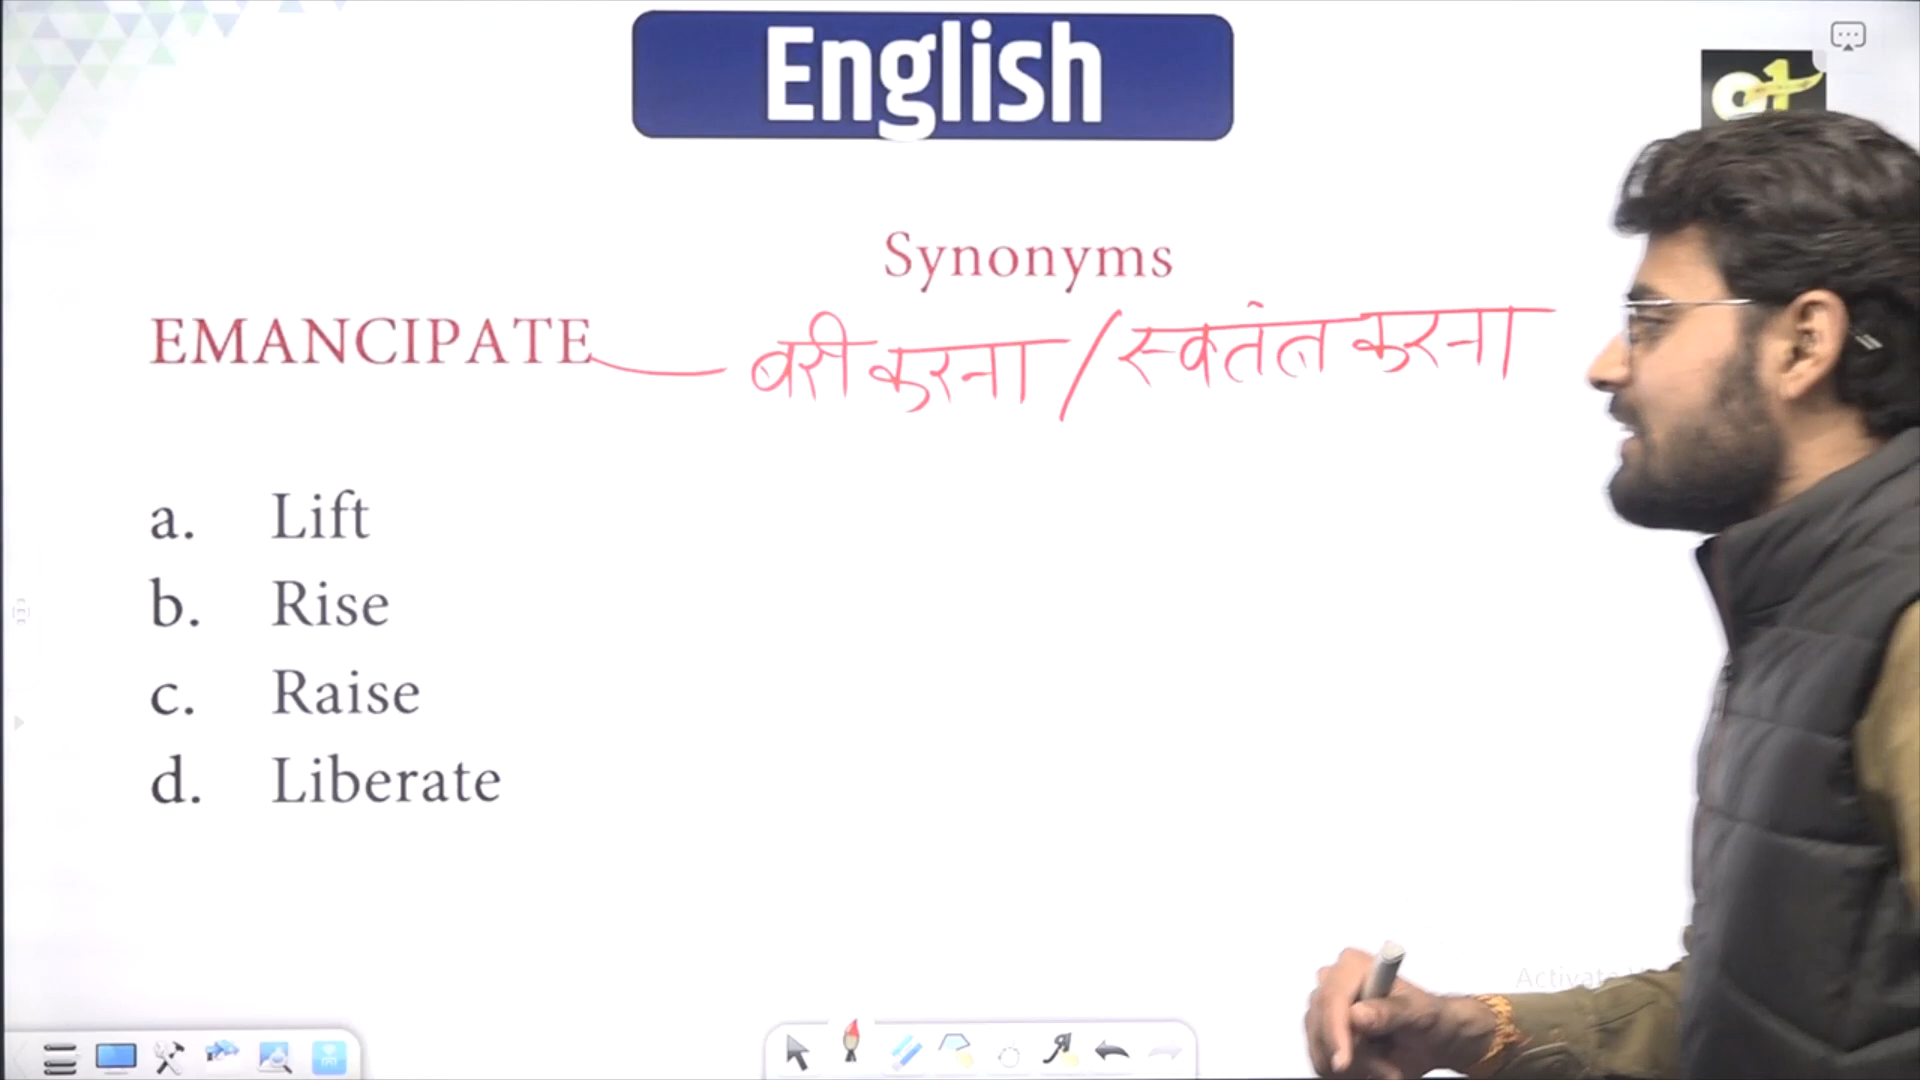 English
Synonyms
EMANCIPATE बरी करना / स्वतंत्र करना
a. Lift
b. Rise
c. Raise
d. Liberate